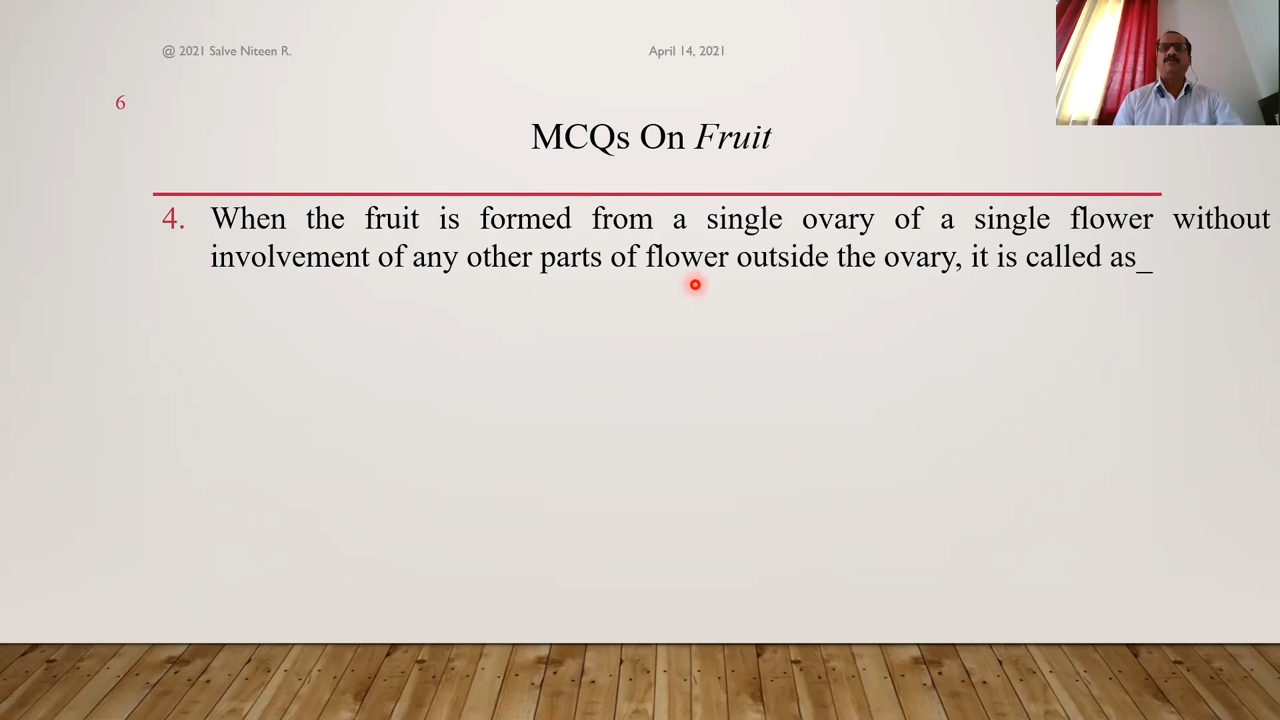 @ 2021 Salve Niteen R.
April 14, 2021
6
MCQs On Fruit
4. When the fruit is formed from a single ovary of a single flower without
involvement of any other parts of flower outside the ovary, it is called as_